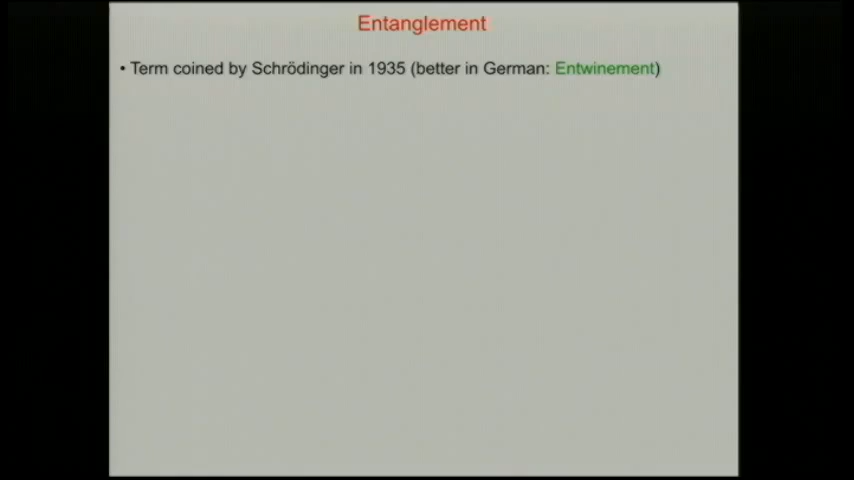 Entanglement
• Term coined by Schrödinger in 1935 (better in German: Entwinement)